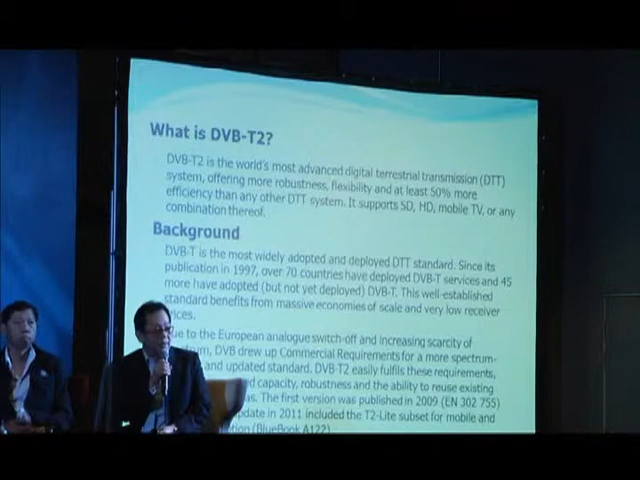 What is DVB-T2?
DVB-T2 is the world's most advanced digital terrestrial transmission (DTT)
system, offering more robustness, flexibility and at least 50% more
efficiency than any other DTT system. It supports SD, HD, mobile TV, or any
combination thereof.
Background
DVB-T is the most widely adopted and deployed DTT standard. Since its
publication in 1997, over 70 countries have deployed DVB-T services and 45
more have adopted (but not yet deployed) DVB-T. This well-established
standard benefits from massive economies of scale and very low receiver
to the European analogue switch-off and increasing scarcity of
DVB drew up Commercial Requirements for a more spectrum-
and updated standard. DVB-T2 easily fulfils these requirements,
capacity, robustness and the ability to reuse existing
The first version was published in 2009 (EN 302 755)
update in 2011 included the T2-Lite subset for mobile and
(BlueBook A122)